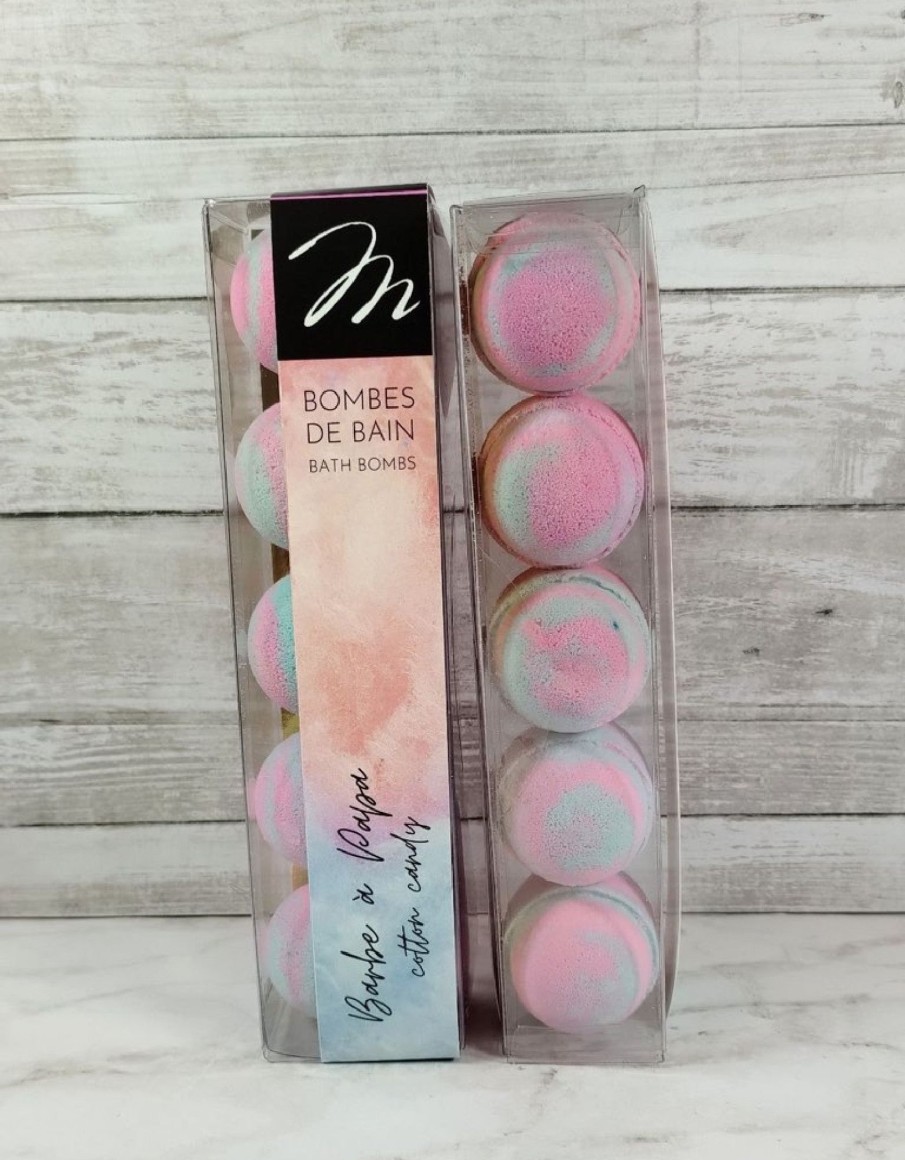 M
BOMBES
DE BAIN
BATH BOMBS
Barbe à Papa
cotton candy